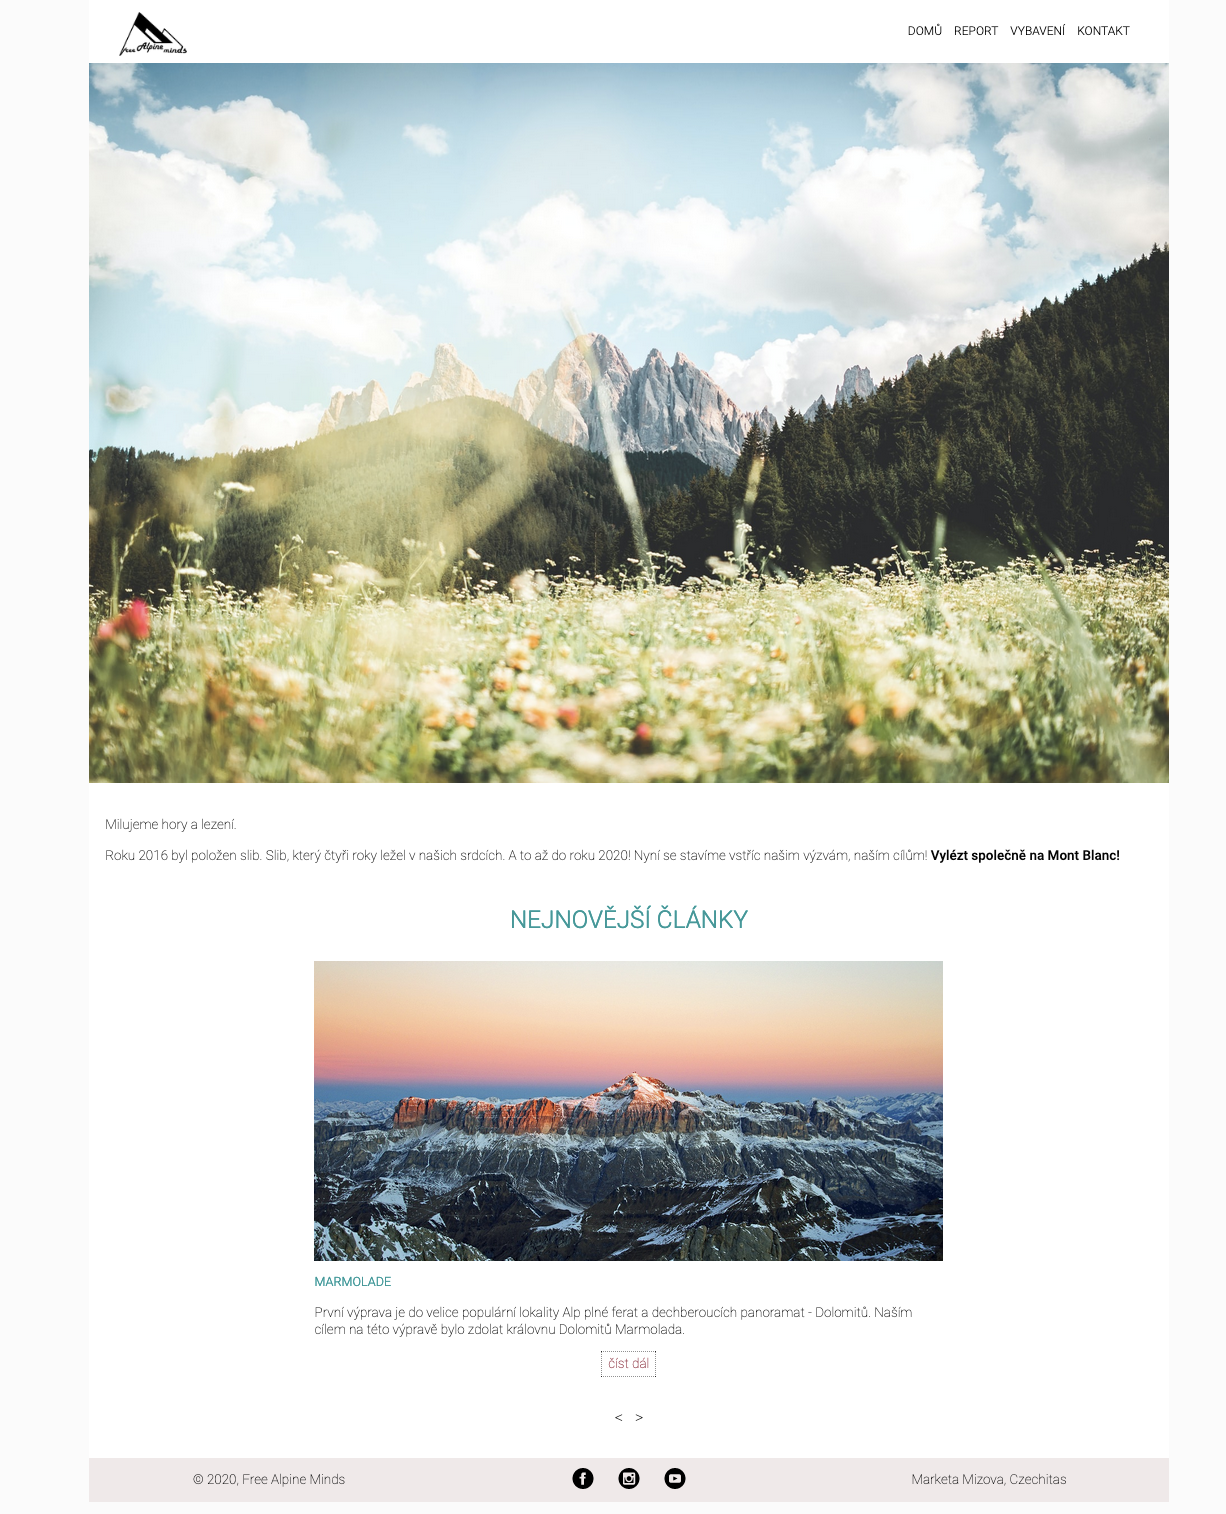 free Alpine minds
DOMŮ REPORT VYBAVENÍ KONTAKT
Milujeme hory a lezení.
Roku 2016 byl položen slib. Slib, který čtyři roky ležel v našich srdcích. A to až do roku 2020! Nyní se stavíme vstříc našim výzvám, naším cílům! Vylézt společně na Mont Blanc!
NEJNOVĚJŠÍ ČLÁNKY
MARMOLADE
První výprava je do velice populární lokality Alp plné ferat a dechberoucích panoramat - Dolomitů. Naším
cílem na této výpravě bylo zdolat královnu Dolomitů Marmolada.
číst dál
< >
© 2020, Free Alpine Minds
Marketa Mizova, Czechitas